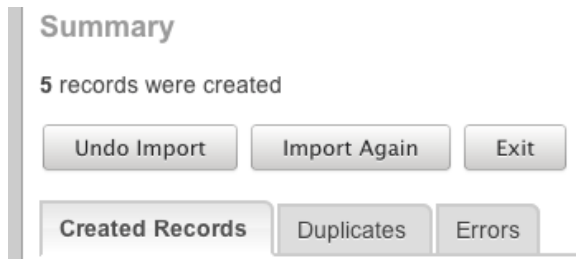 Summary
5 records were created
Undo Import Import Again Exit
Created Records Duplicates Errors